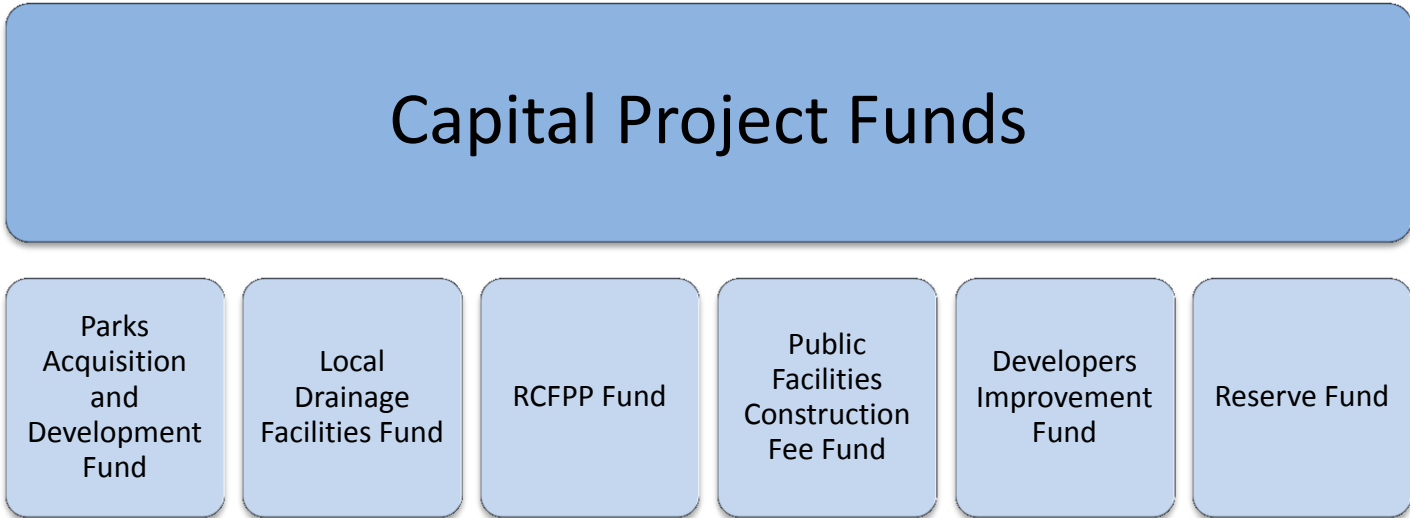 Capital Project Funds
Parks
Acquisition
and
Development
Fund
Local
Drainage
Facilities Fund
RCFPP Fund
Public
Facilities
Construction
Fee Fund
Developers
Improvement
Fund
Reserve Fund